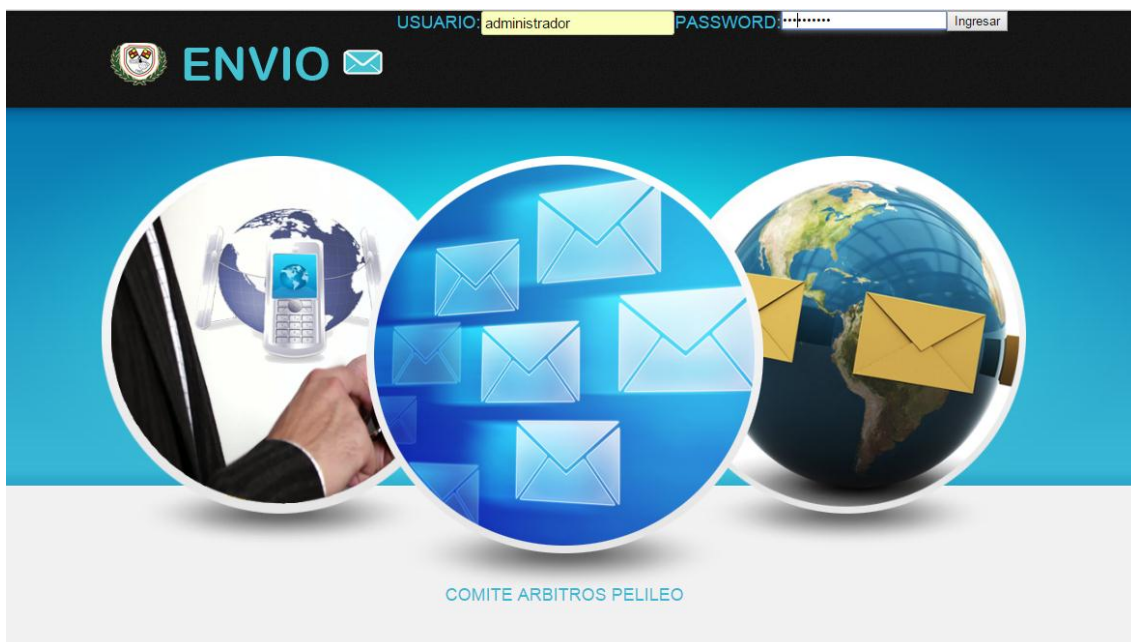 USUARIO: administrador PASSWORD: •••••••••• Ingresar
ENVIO
COMITE ARBITROS PELILEO